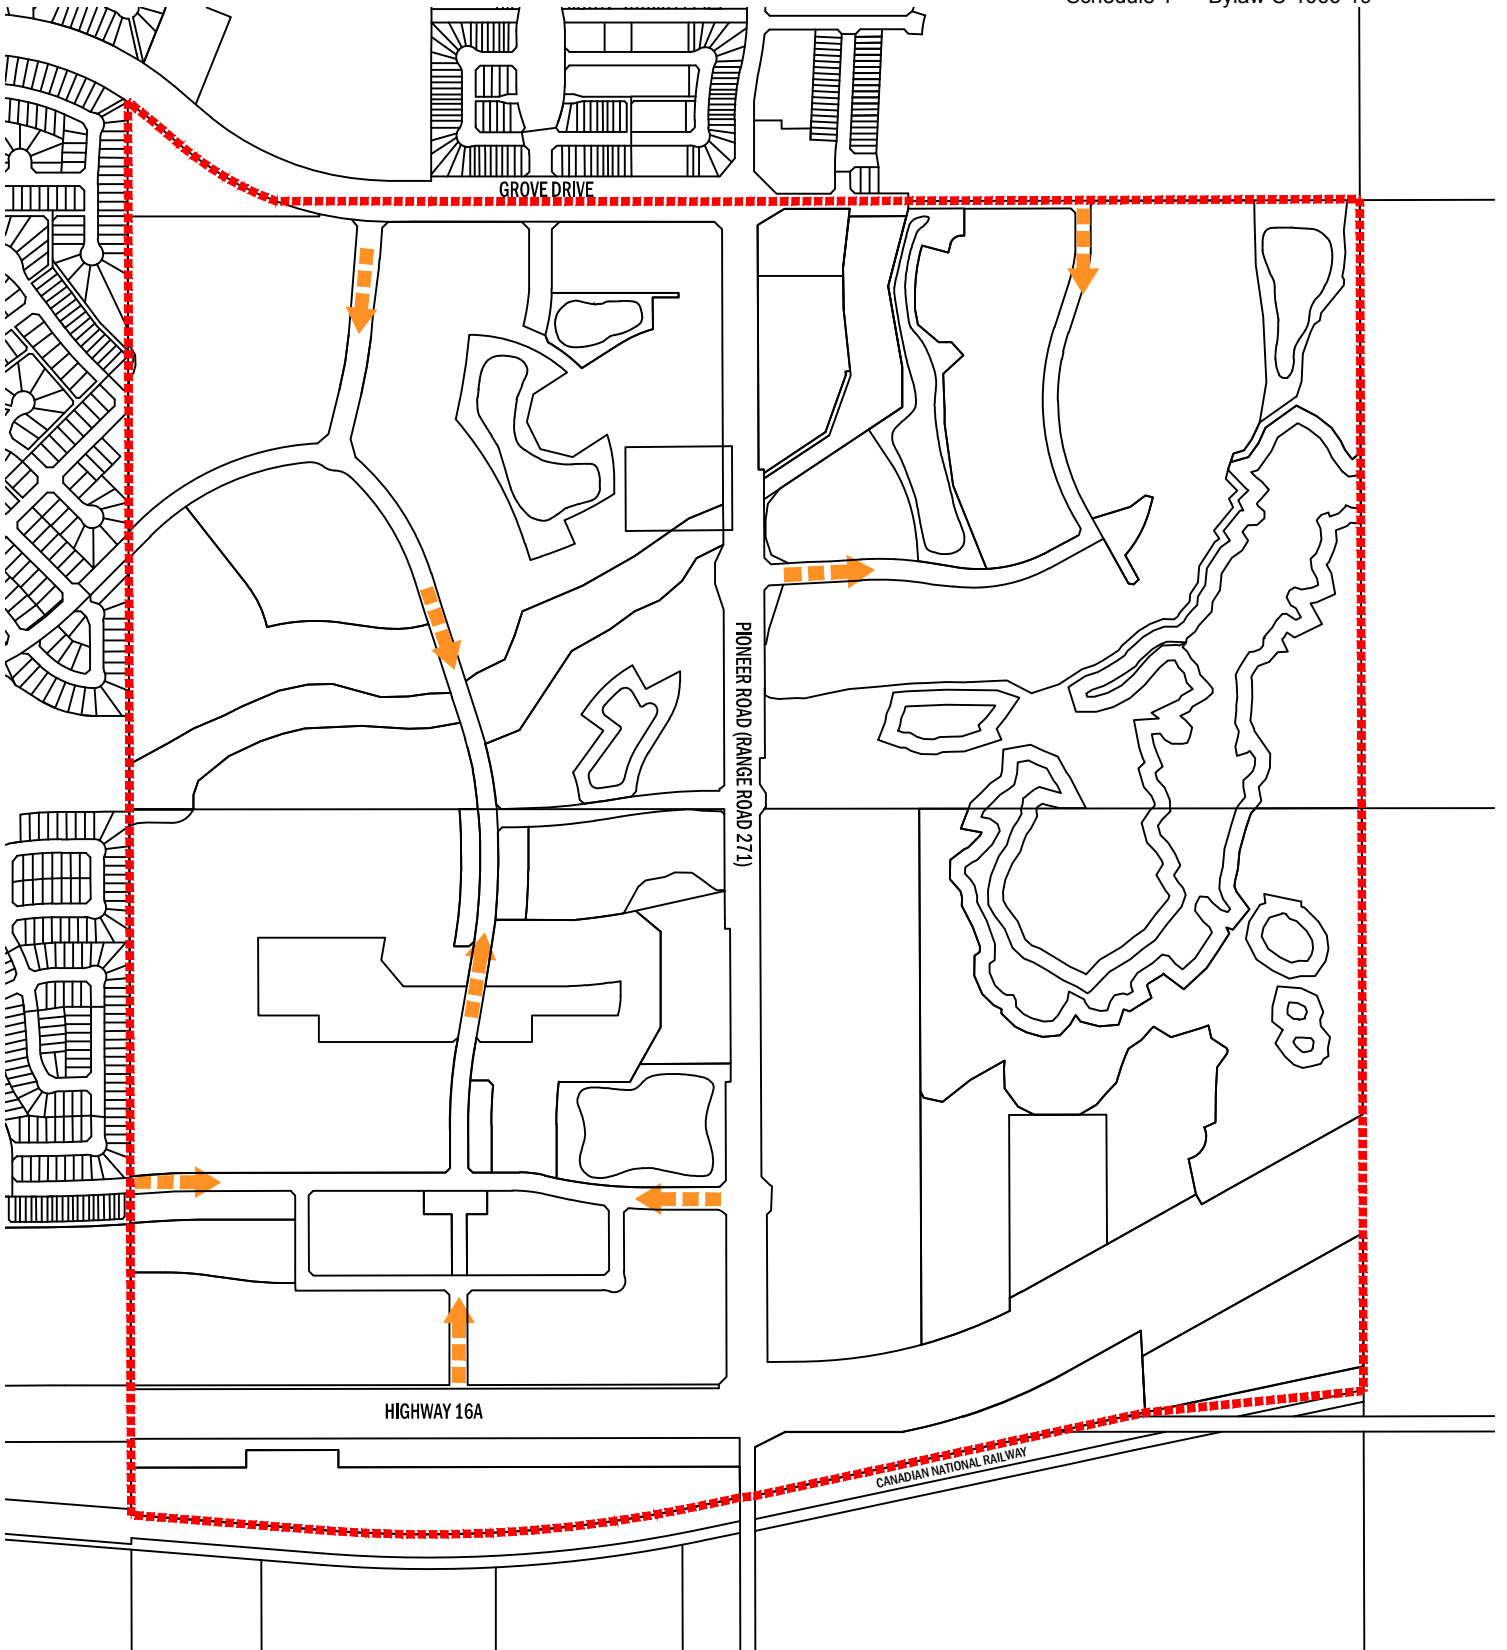 GROVE DRIVE
PIONEER ROAD (RANGE ROAD 271)
HIGHWAY 16A
CANADIAN NATIONAL RAILWAY